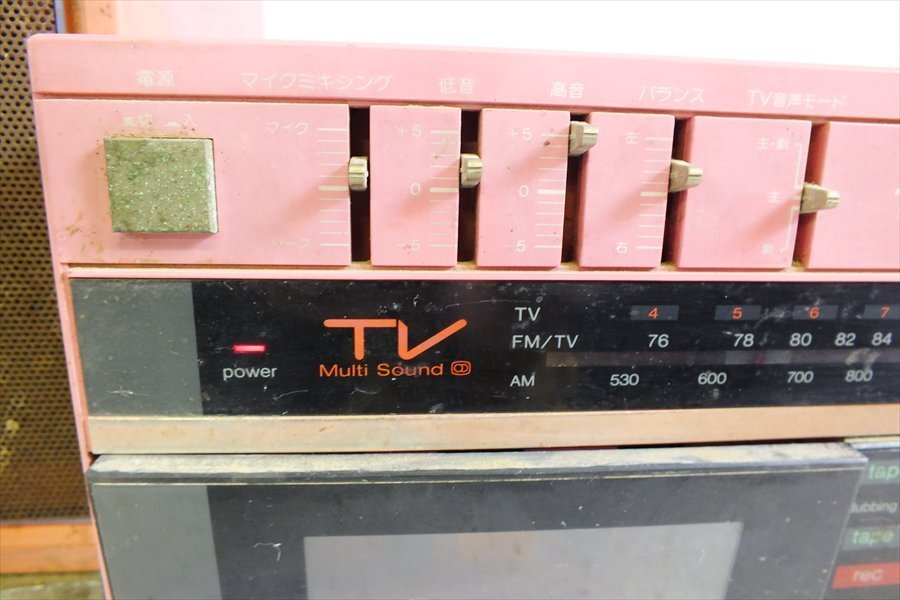 電源 マイクミキシング 低音 高音 バランス TV音声モード
切 入
マイク +5 +5 左 主・副
0 0 主
5 5 右 副
TV 4 5 6 7
FM/TV 76 78 80 82 84
power
TV
Multi Sound
AM 530 600 700 800
tape
rec